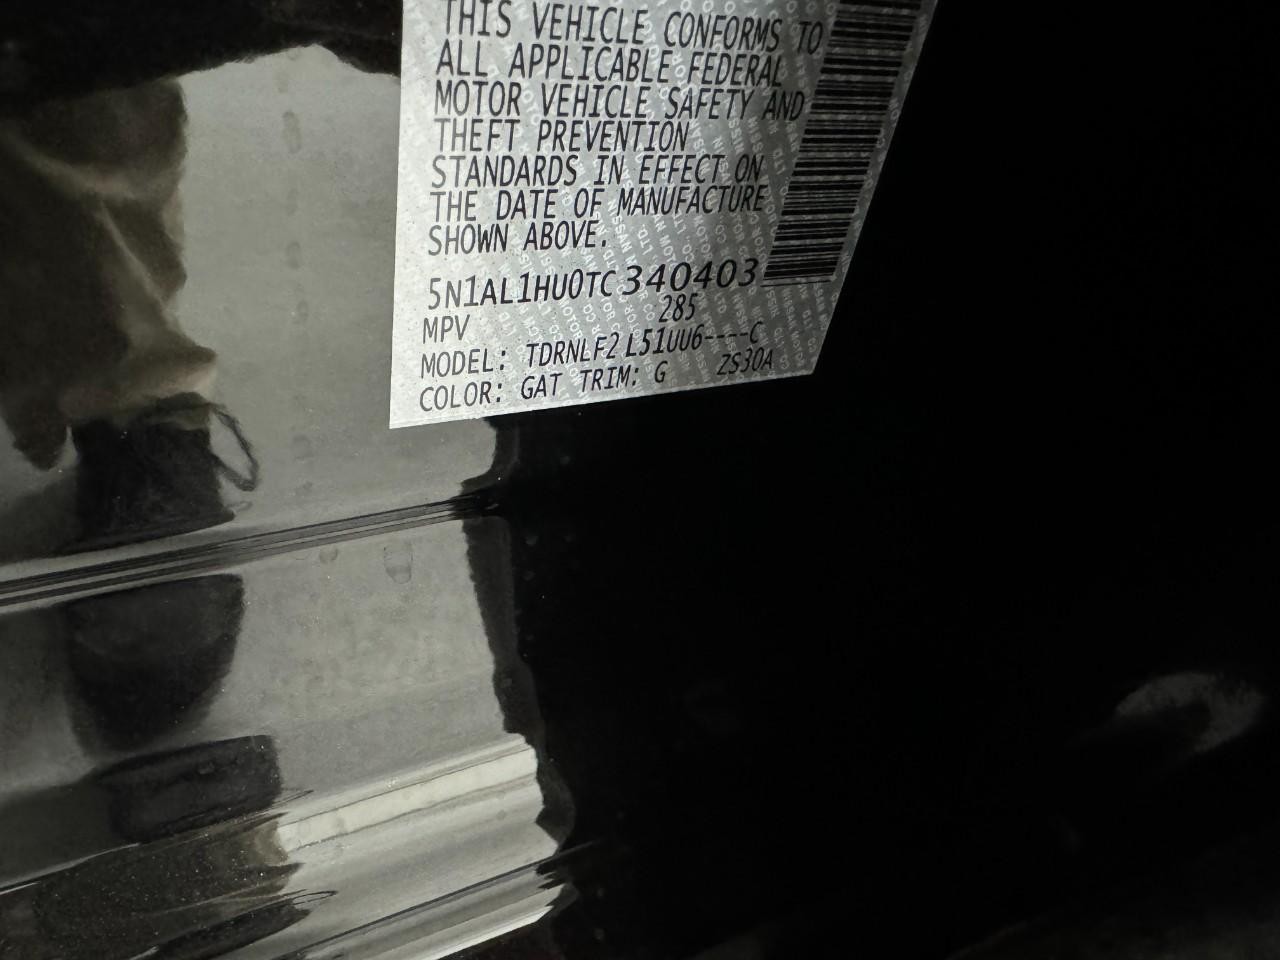 THIS VEHICLE CONFORMS TO
ALL APPLICABLE FEDERAL
MOTOR VEHICLE SAFETY AND
THEFT PREVENTION
STANDARDS IN EFFECT ON
THE DATE OF MANUFACTURE
SHOWN ABOVE.
5N1AL1HU0TC340403
MPV 285
MODEL: TDRNLF2 L51UU6----C
COLOR: GAT TRIM: G ZS30A